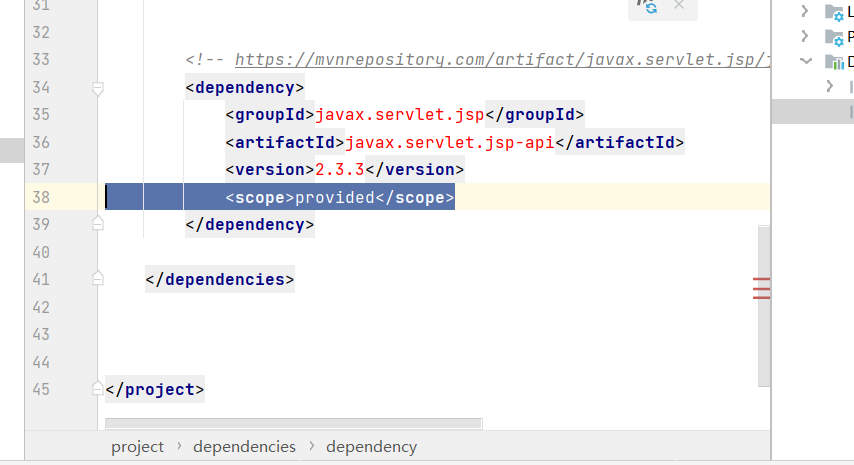 31
32
33 <!-- https://mvnrepository.com/artifact/javax.servlet.jsp/
34 <dependency>
35 <groupId>javax.servlet.jsp</groupId>
36 <artifactId>javax.servlet.jsp-api</artifactId>
37 <version>2.3.3</version>
38 <scope>provided</scope>
39 </dependency>
40
41 </dependencies>
42
43
44
45 </project>
project › dependencies › dependency
L
P
D